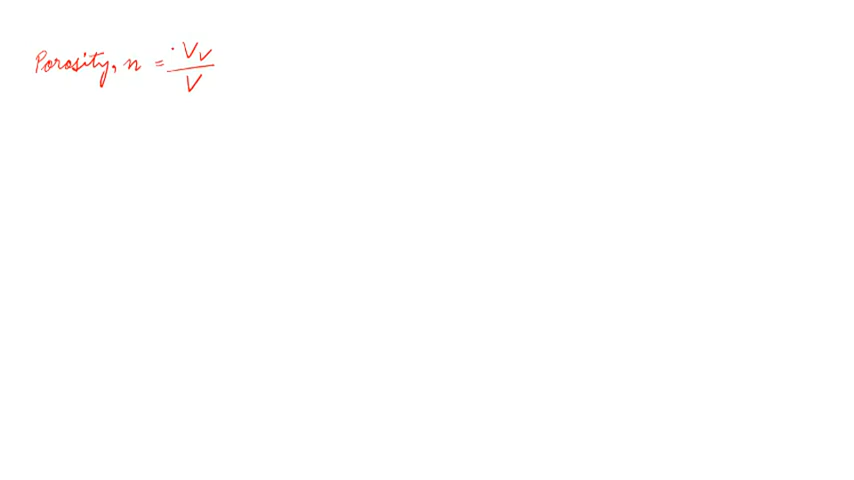 Porosity, n = Vv / V